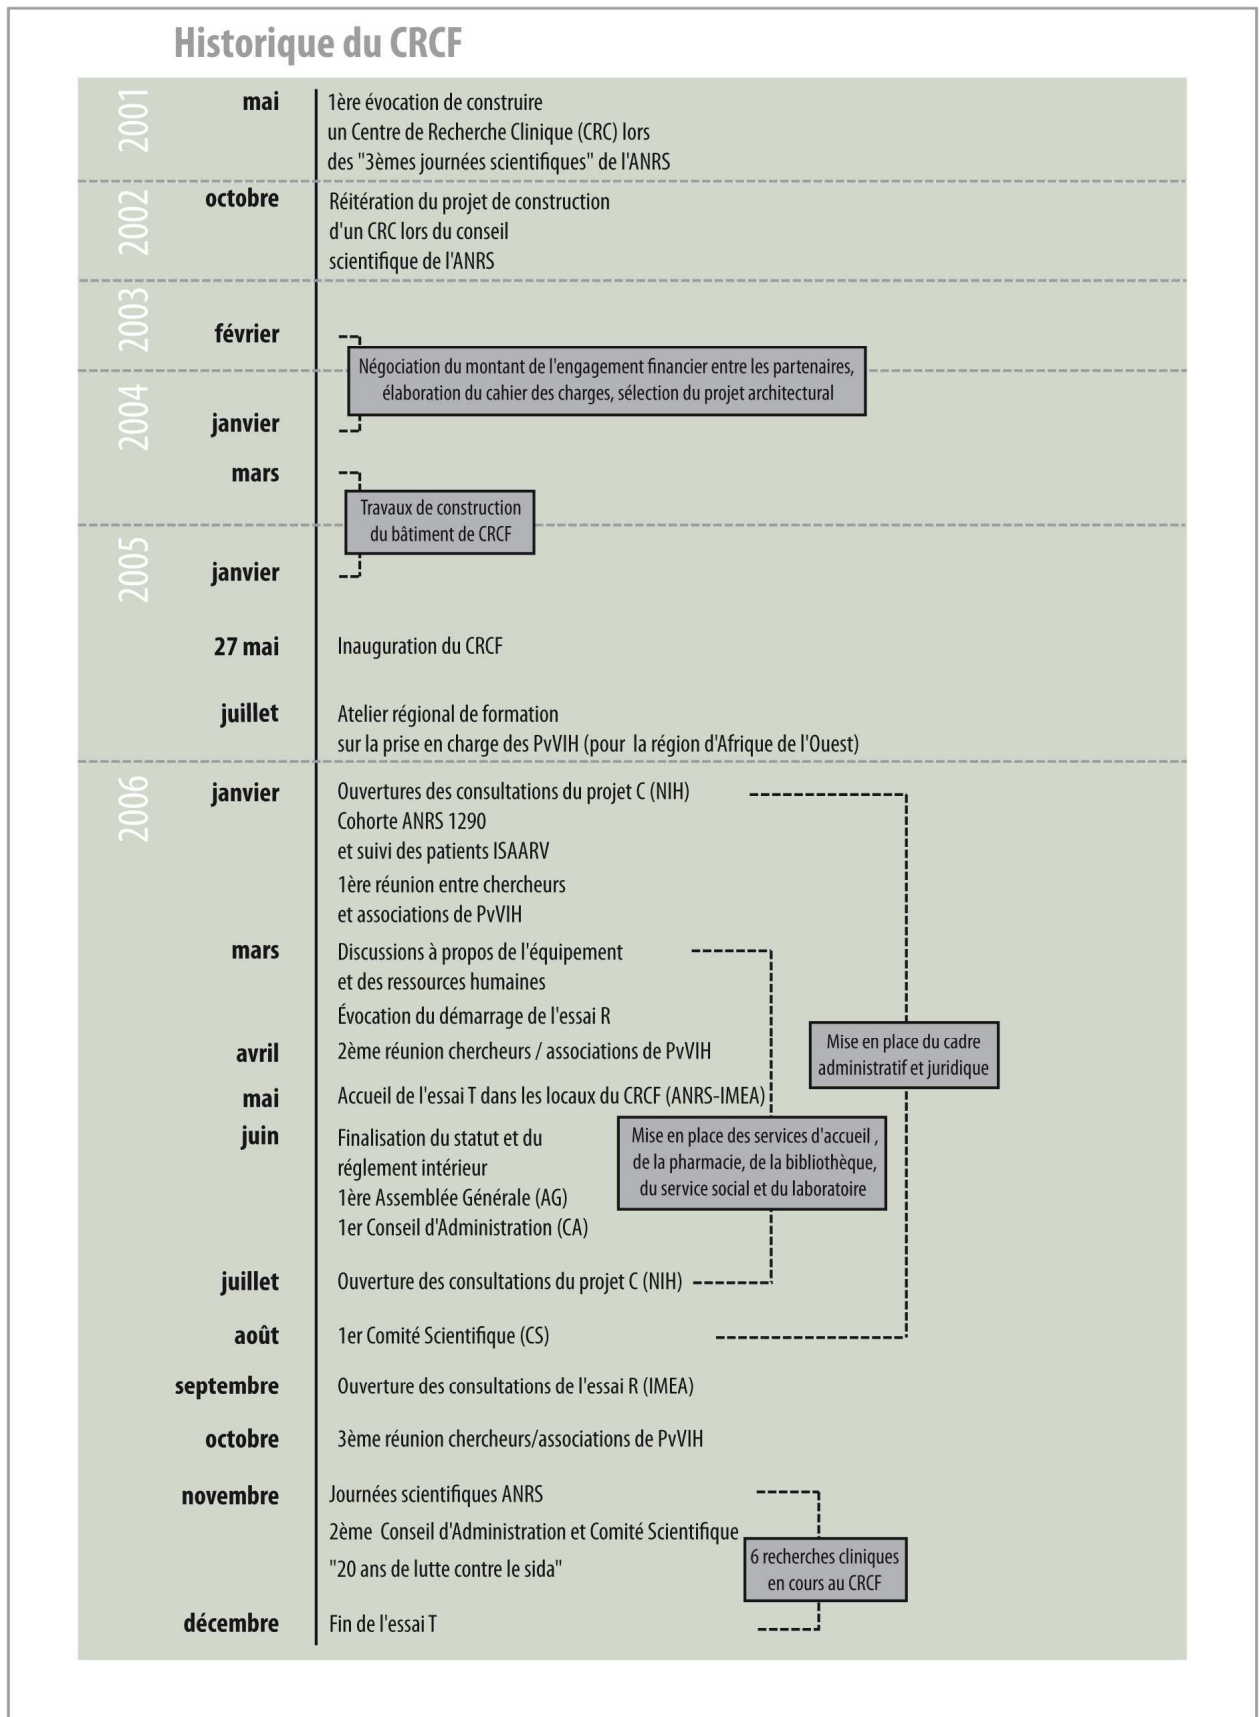 Historique du CRCF
2001
mai
1ère évocation de construire
un Centre de Recherche Clinique (CRC) lors
des "3èmes journées scientifiques" de l'ANRS
2002
octobre
Réitération du projet de construction
d'un CRC lors du conseil
scientifique de l'ANRS
2003
février
Négociation du montant de l'engagement financier entre les partenaires,
élaboration du cahier des charges, sélection du projet architectural
2004
janvier
mars
Travaux de construction
du bâtiment de CRCF
2005
janvier
27 mai
Inauguration du CRCF
juillet
Atelier régional de formation
sur la prise en charge des PvVIH (pour la région d'Afrique de l'Ouest)
2006
janvier
Ouvertures des consultations du projet C (NIH)
Cohorte ANRS 1290
et suivi des patients ISAARV
1ère réunion entre chercheurs
et associations de PvVIH
mars
Discussions à propos de l'équipement
et des ressources humaines
Évocation du démarrage de l'essai R
avril
2ème réunion chercheurs / associations de PvVIH
Mise en place du cadre
administratif et juridique
mai
Accueil de l'essai T dans les locaux du CRCF (ANRS-IMEA)
juin
Finalisation du statut et du
réglement intérieur
1ère Assemblée Générale (AG)
1er Conseil d'Administration (CA)
Mise en place des services d'accueil ,
de la pharmacie, de la bibliothèque,
du service social et du laboratoire
juillet
Ouverture des consultations du projet C (NIH)
août
1er Comité Scientifique (CS)
septembre
Ouverture des consultations de l'essai R (IMEA)
octobre
3ème réunion chercheurs/associations de PvVIH
novembre
Journées scientifiques ANRS
2ème Conseil d'Administration et Comité Scientifique
"20 ans de lutte contre le sida"
6 recherches cliniques
en cours au CRCF
décembre
Fin de l'essai T